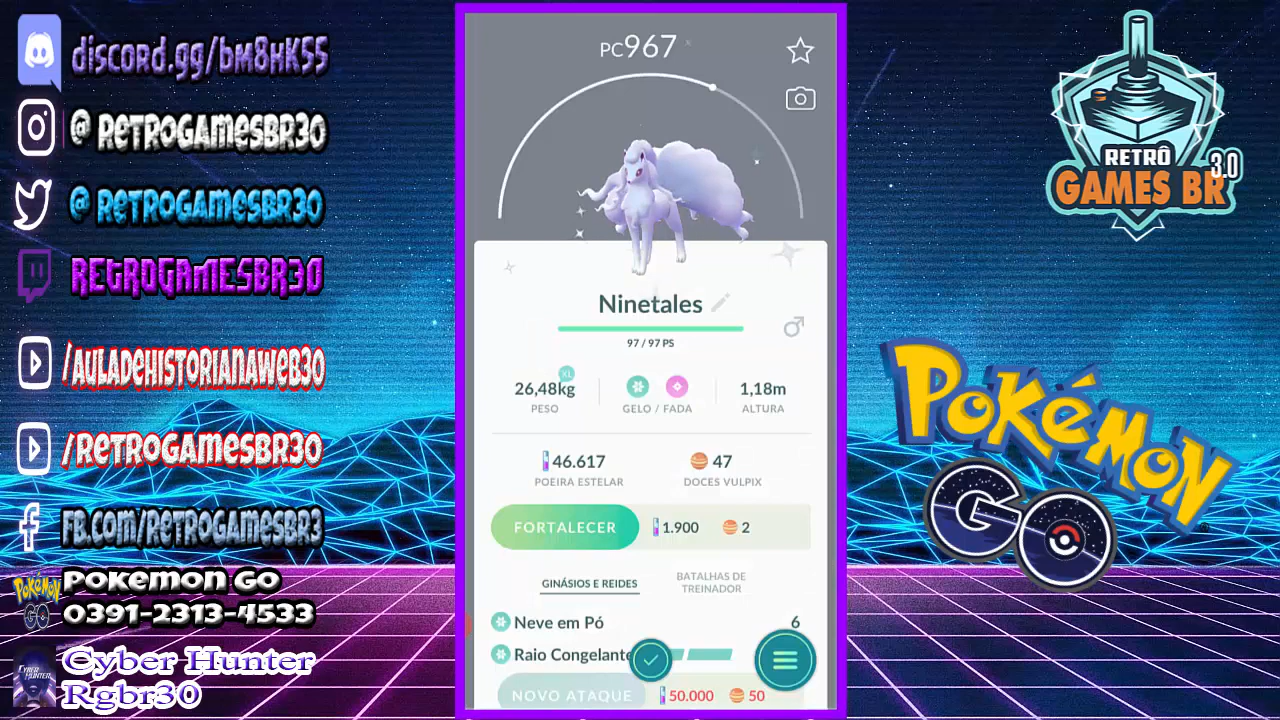 discord.gg/bm8HK55
@ RETROGAMESBR30
@ RETROGAMESBR30
RETROGAMESBR30
/AULADEHISTORIANAWEB30
/RETROGAMESBR30
FB.COM/RETROGAMESBR3
POKEMON GO
0391-2313-4533
Cyber Hunter
Rgbr30
PC967
Ninetales
97 / 97 PS
XL
26,48kg
PESO
GELO / FADA
1,18m
ALTURA
46.617
POEIRA ESTELAR
47
DOCES VULPIX
FORTALECER
1.900
2
GINÁSIOS E REIDES
BATALHAS DE
TREINADOR
Neve em Pó
6
Raio Congelante
NOVO ATAQUE
50.000
50
RETRÔ
3.0
GAMES BR
POKÉMON
GO